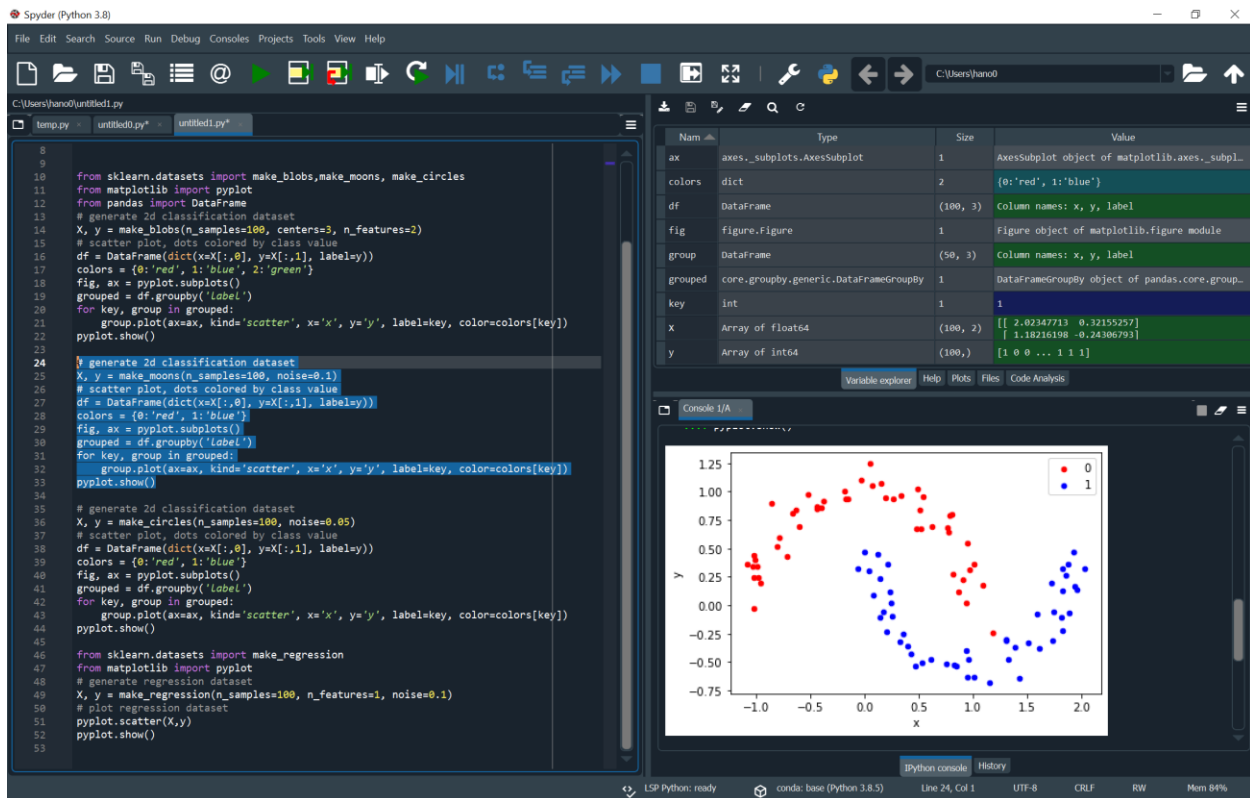 Spyder (Python 3.8)
File Edit Search Source Run Debug Consoles Projects Tools View Help
C:\Users\hano0
C:\Users\hano0\untitled1.py
temp.py untitled0.py* untitled1.py*
8
9
10 from sklearn.datasets import make_blobs,make_moons, make_circles
11 from matplotlib import pyplot
12 from pandas import DataFrame
13 # generate 2d classification dataset
14 X, y = make_blobs(n_samples=100, centers=3, n_features=2)
15 # scatter plot, dots colored by class value
16 df = DataFrame(dict(x=X[:,0], y=X[:,1], label=y))
17 colors = {0:'red', 1:'blue', 2:'green'}
18 fig, ax = pyplot.subplots()
19 grouped = df.groupby('label')
20 for key, group in grouped:
21     group.plot(ax=ax, kind='scatter', x='x', y='y', label=key, color=colors[key])
22 pyplot.show()
23
24 # generate 2d classification dataset
25 X, y = make_moons(n_samples=100, noise=0.1)
26 # scatter plot, dots colored by class value
27 df = DataFrame(dict(x=X[:,0], y=X[:,1], label=y))
28 colors = {0:'red', 1:'blue'}
29 fig, ax = pyplot.subplots()
30 grouped = df.groupby('label')
31 for key, group in grouped:
32     group.plot(ax=ax, kind='scatter', x='x', y='y', label=key, color=colors[key])
33 pyplot.show()
34
35 # generate 2d classification dataset
36 X, y = make_circles(n_samples=100, noise=0.05)
37 # scatter plot, dots colored by class value
38 df = DataFrame(dict(x=X[:,0], y=X[:,1], label=y))
39 colors = {0:'red', 1:'blue'}
40 fig, ax = pyplot.subplots()
41 grouped = df.groupby('label')
42 for key, group in grouped:
43     group.plot(ax=ax, kind='scatter', x='x', y='y', label=key, color=colors[key])
44 pyplot.show()
45
46 from sklearn.datasets import make_regression
47 from matplotlib import pyplot
48 # generate regression dataset
49 X, y = make_regression(n_samples=100, n_features=1, noise=0.1)
50 # plot regression dataset
51 pyplot.scatter(X,y)
52 pyplot.show()
53
Nam Type Size Value
ax axes._subplots.AxesSubplot 1 AxesSubplot object of matplotlib.axes._subpl…
colors dict 2 {0:'red', 1:'blue'}
df DataFrame (100, 3) Column names: x, y, label
fig figure.Figure 1 Figure object of matplotlib.figure module
group DataFrame (50, 3) Column names: x, y, label
grouped core.groupby.generic.DataFrameGroupBy 1 DataFrameGroupBy object of pandas.core.group…
key int 1 1
X Array of float64 (100, 2) [[ 2.02347713 0.32155257]
[ 1.18216198 -0.24306793]
y Array of int64 (100,) [1 0 0 ... 1 1 1]
Variable explorer Help Plots Files Code Analysis
Console 1/A
1.25
1.00
0.75
0.50
0.25
0.00
−0.25
−0.50
−0.75
y
0
1
−1.0 −0.5 0.0 0.5 1.0 1.5 2.0
x
IPython console History
LSP Python: ready conda: base (Python 3.8.5) Line 24, Col 1 UTF-8 CRLF RW Mem 84%